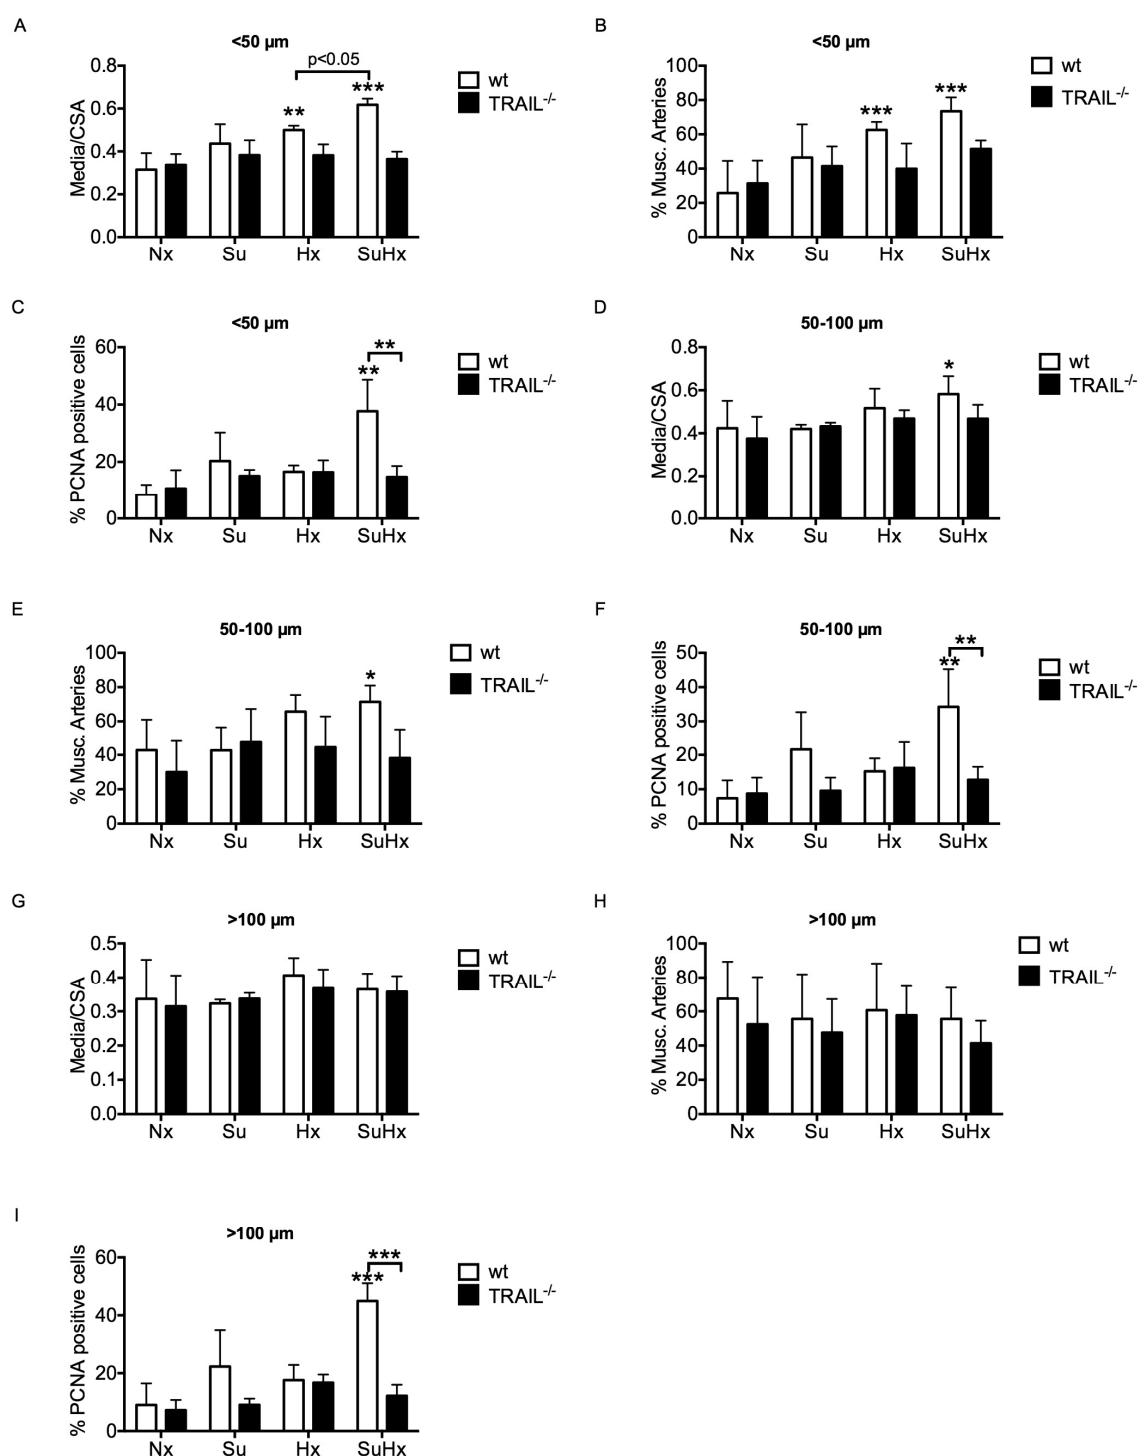 A
<50 µm
p<0.05
** ***
Media/CSA
0.8
0.6
0.4
0.2
0.0
Nx Su Hx SuHx
wt
TRAIL-/-
B
<50 µm
*** ***
% Musc. Arteries
100
80
60
40
20
0
Nx Su Hx SuHx
wt
TRAIL-/-
C
<50 µm
**
**
% PCNA positive cells
60
40
20
0
Nx Su Hx SuHx
wt
TRAIL-/-
D
50-100 µm
*
Media/CSA
0.8
0.6
0.4
0.2
0.0
Nx Su Hx SuHx
wt
TRAIL-/-
E
50-100 µm
*
% Musc. Arteries
100
80
60
40
20
0
Nx Su Hx SuHx
wt
TRAIL-/-
F
50-100 µm
**
**
% PCNA positive cells
50
40
30
20
10
0
Nx Su Hx SuHx
wt
TRAIL-/-
G
>100 µm
Media/CSA
0.5
0.4
0.3
0.2
0.1
0.0
Nx Su Hx SuHx
wt
TRAIL-/-
H
>100 µm
% Musc. Arteries
100
80
60
40
20
0
Nx Su Hx SuHx
wt
TRAIL-/-
I
>100 µm
***
***
% PCNA positive cells
60
40
20
0
Nx Su Hx SuHx
wt
TRAIL-/-